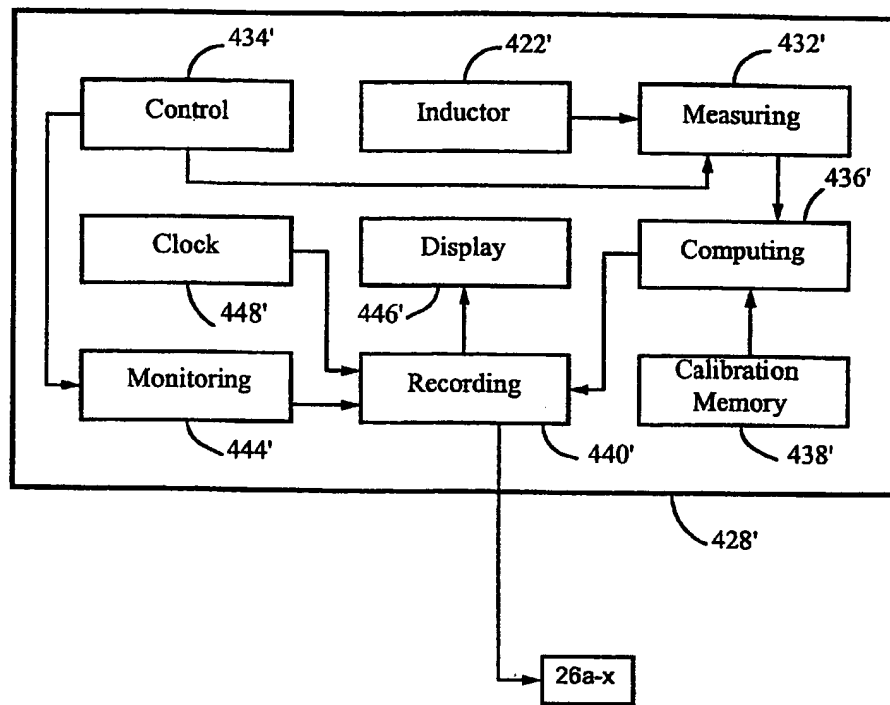 434'
422'
432'
Control
Inductor
Measuring
436'
Clock
Display
Computing
448'
446'
Monitoring
Recording
Calibration
Memory
444'
440'
438'
428'
26a-x